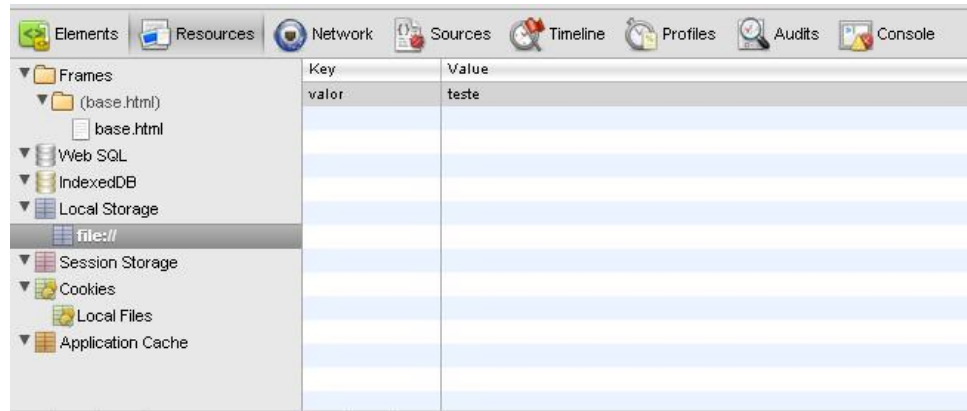 Elements Resources Network Sources Timeline Profiles Audits Console
Frames
(base.html)
base.html
Web SQL
IndexedDB
Local Storage
file://
Session Storage
Cookies
Local Files
Application Cache
Key Value
valor teste